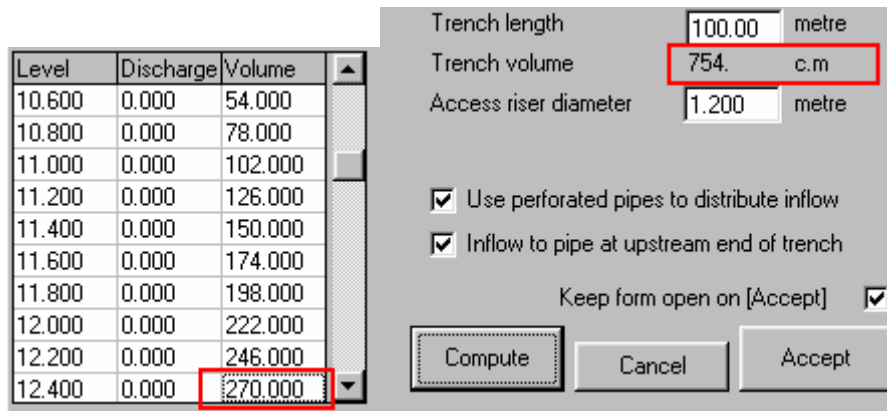 Level Discharge Volume
10.600 0.000 54.000
10.800 0.000 78.000
11.000 0.000 102.000
11.200 0.000 126.000
11.400 0.000 150.000
11.600 0.000 174.000
11.800 0.000 198.000
12.000 0.000 222.000
12.200 0.000 246.000
12.400 0.000 270.000
Trench length 100.00 metre
Trench volume 754. c.m
Access riser diameter 1.200 metre
Use perforated pipes to distribute inflow
Inflow to pipe at upstream end of trench
Keep form open on [Accept]
Compute Cancel Accept